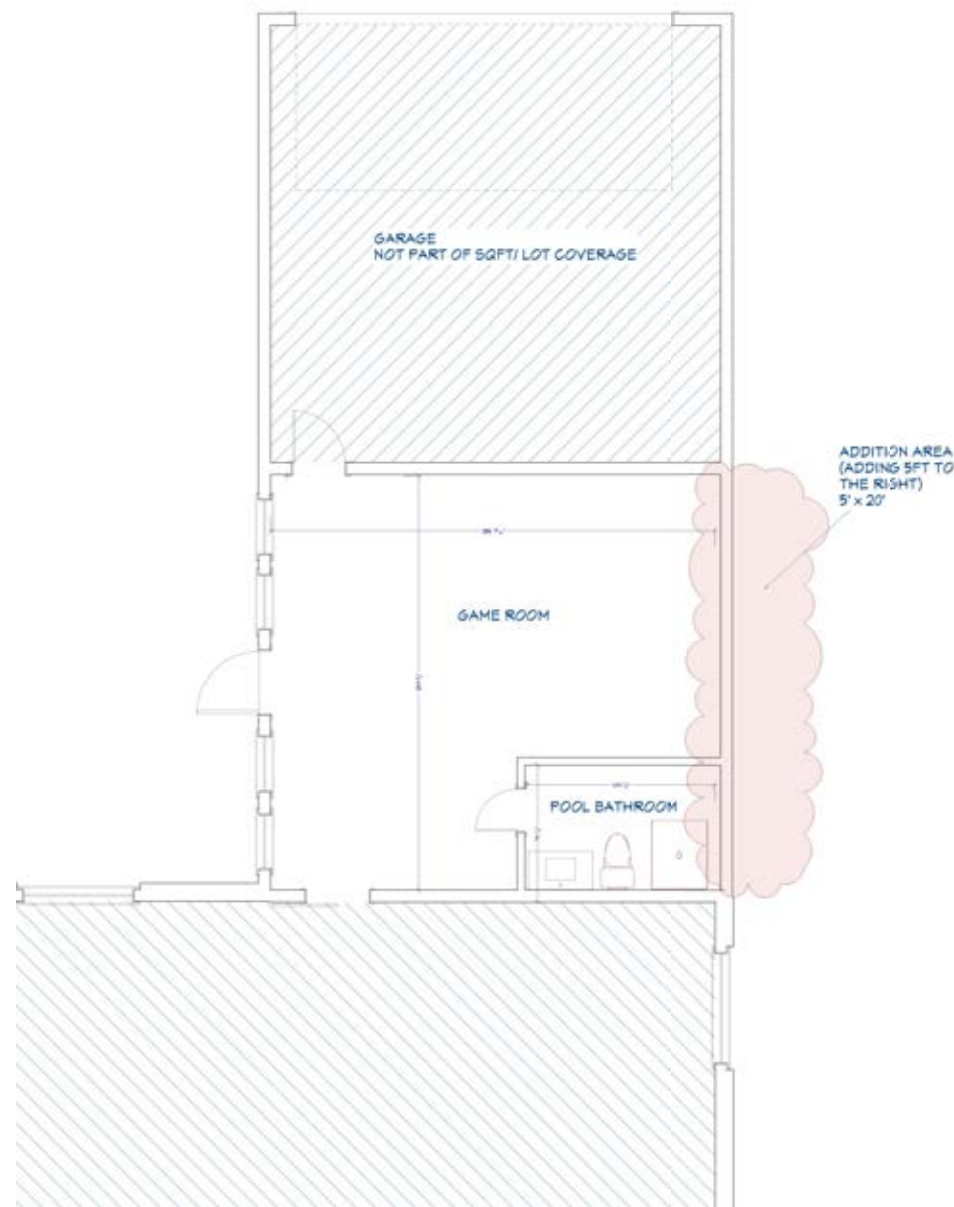 GARAGE
NOT PART OF SQFT/ LOT COVERAGE
ADDITION AREA
(ADDING 5FT TO
THE RIGHT)
5' x 20'
GAME ROOM
POOL BATHROOM